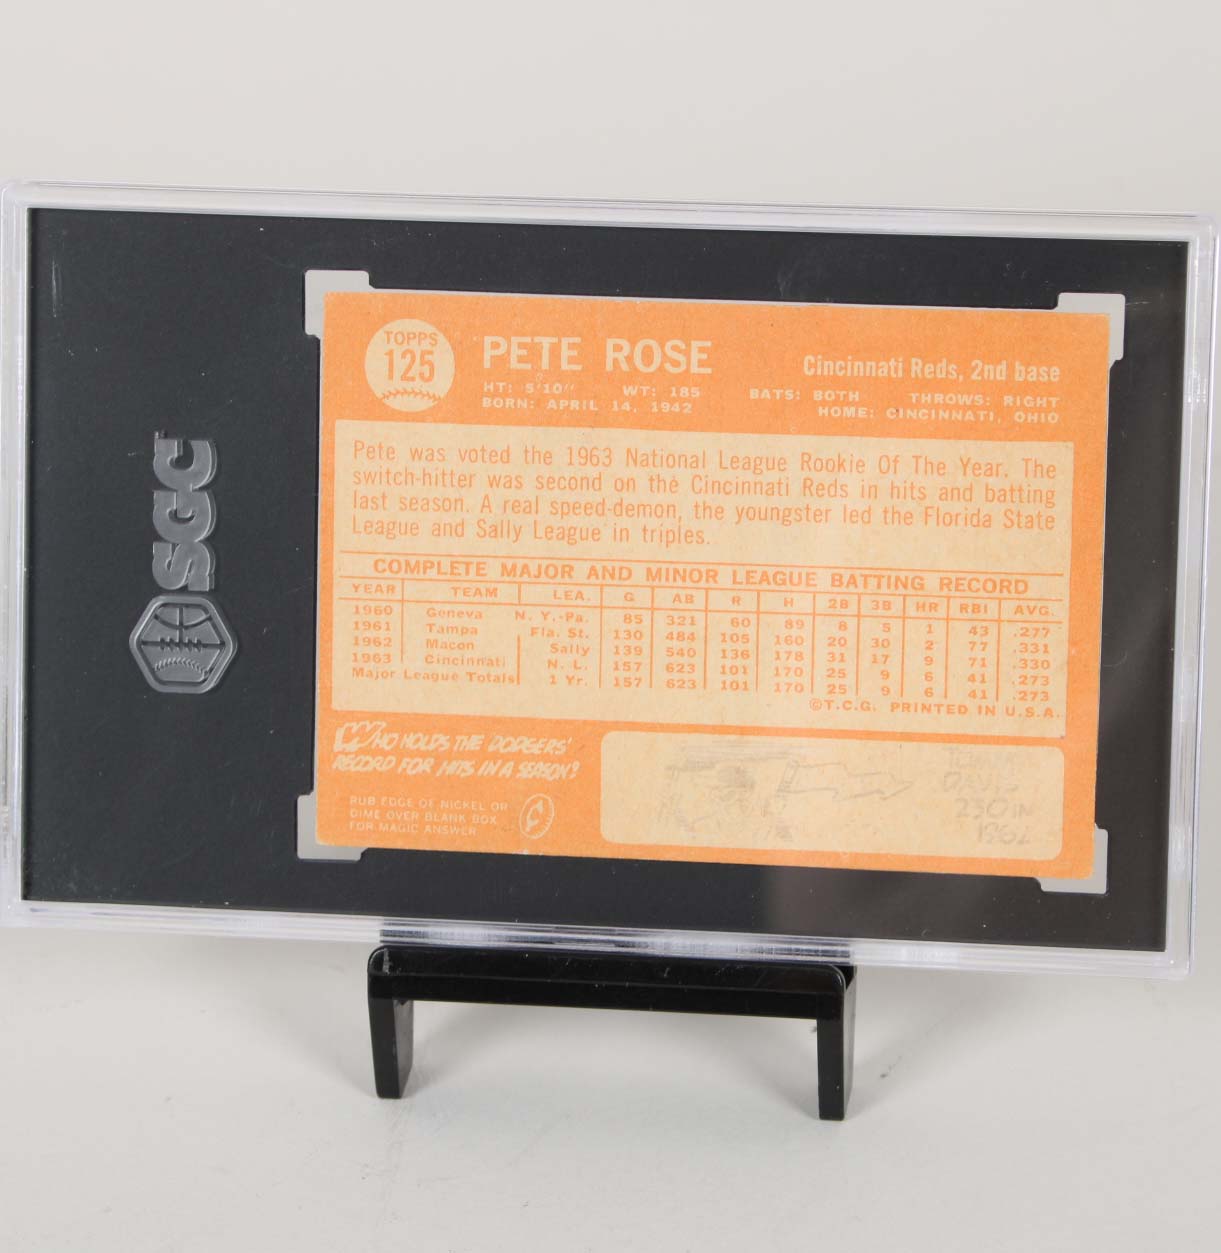 SGC
TOPPS
125
PETE ROSE
Cincinnati Reds, 2nd base
HT: 5'10" WT: 185 BATS: BOTH THROWS: RIGHT
BORN: APRIL 14, 1942 HOME: CINCINNATI, OHIO
Pete was voted the 1963 National League Rookie Of The Year. The
switch-hitter was second on the Cincinnati Reds in hits and batting
last season. A real speed-demon, the youngster led the Florida State
League and Sally League in triples.
COMPLETE MAJOR AND MINOR LEAGUE BATTING RECORD
YEAR TEAM LEA. G AB R H 2B 3B HR RBI AVG.
1960 Geneva N. Y.-Pa. 85 321 60 89 8 5 1 43 .277
1961 Tampa Fla. St. 130 484 105 160 20 30 2 77 .331
1962 Macon Sally 139 540 136 178 31 17 9 71 .330
1963 Cincinnati N. L. 157 623 101 170 25 9 6 41 .273
Major League Totals 1 Yr. 157 623 101 170 25 9 6 41 .273
©T.C.G. PRINTED IN U.S.A.
WHO HOLDS THE DODGERS'
RECORD FOR HITS IN A SEASON?
RUB EDGE OF NICKEL OR
DIME OVER BLANK BOX
FOR MAGIC ANSWER
TOMMY
DAVIS
230 IN
1962